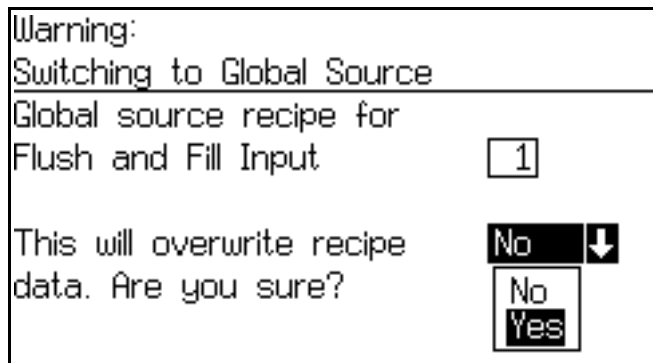 Warning:
Switching to Global Source
Global source recipe for
Flush and Fill Input 1
This will overwrite recipe No
data. Are you sure? No
Yes